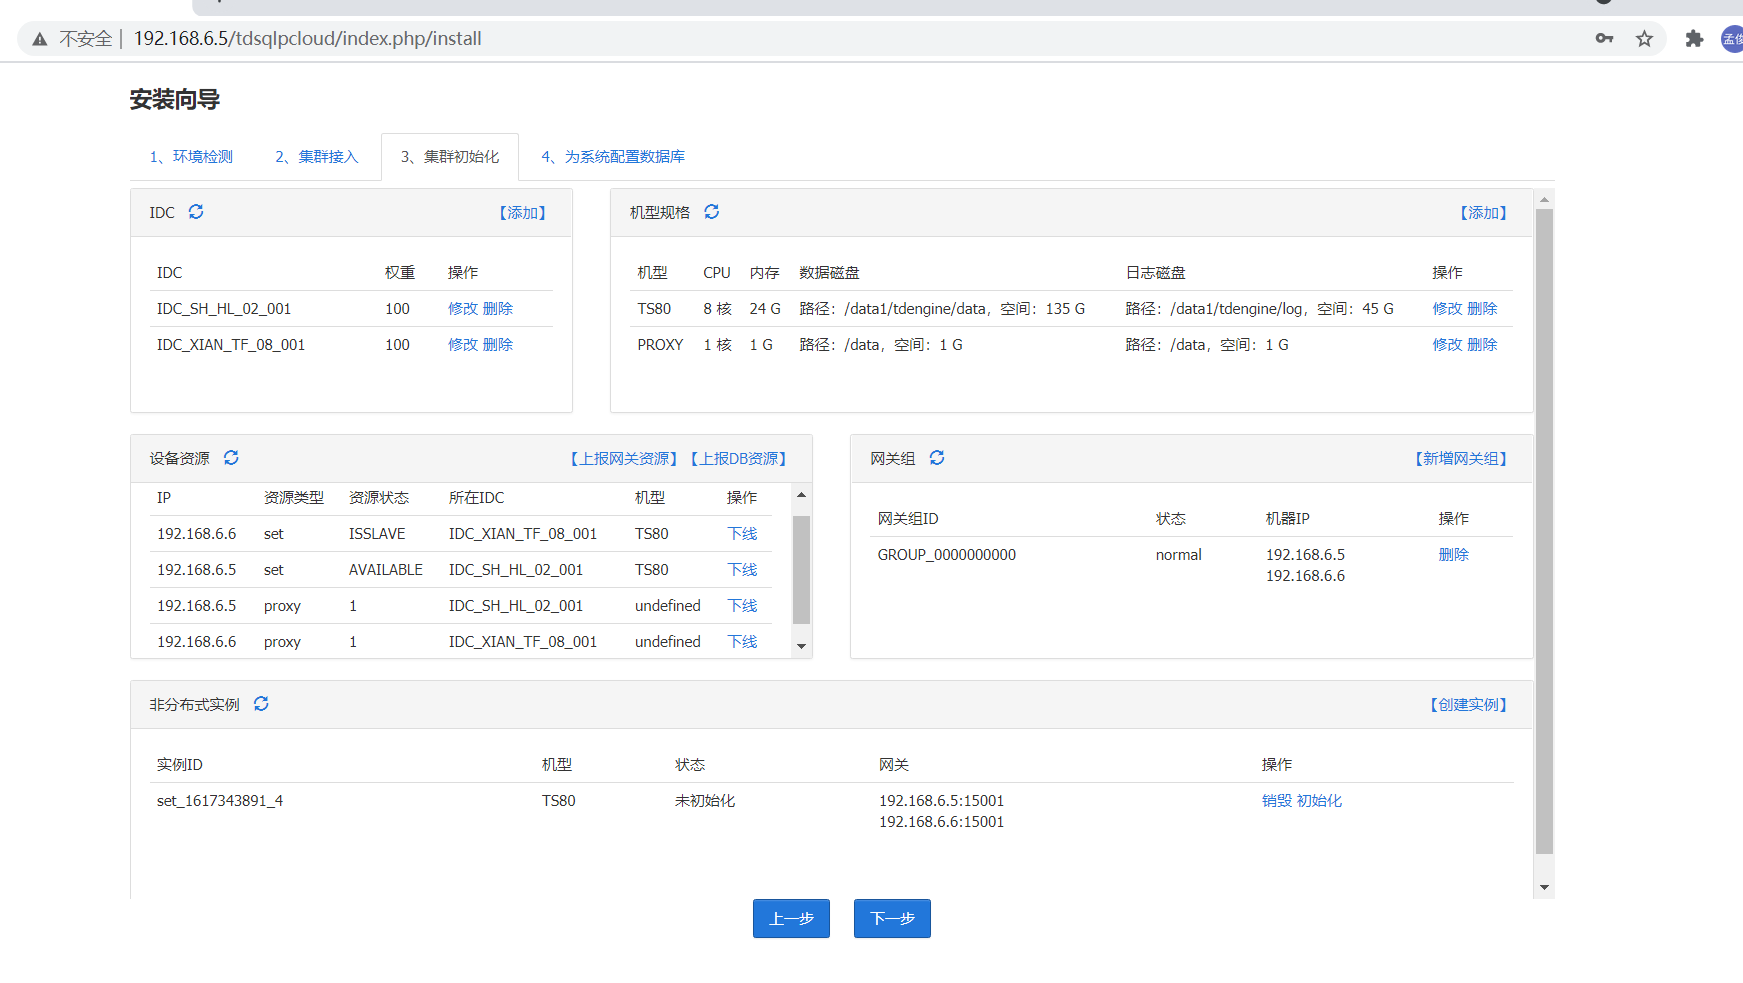 不安全 | 192.168.6.5/tdsqlpcloud/index.php/install
孟俊
安装向导
1、环境检测 2、集群接入 3、集群初始化 4、为系统配置数据库
IDC 【添加】
IDC 权重 操作
IDC_SH_HL_02_001 100 修改 删除
IDC_XIAN_TF_08_001 100 修改 删除
机型规格 【添加】
机型 CPU 内存 数据磁盘 日志磁盘 操作
TS80 8 核 24 G 路径：/data1/tdengine/data，空间：135 G 路径：/data1/tdengine/log，空间：45 G 修改 删除
PROXY 1 核 1 G 路径：/data，空间：1 G 路径：/data，空间：1 G 修改 删除
设备资源 【上报网关资源】【上报DB资源】
IP 资源类型 资源状态 所在IDC 机型 操作
192.168.6.6 set ISSLAVE IDC_XIAN_TF_08_001 TS80 下线
192.168.6.5 set AVAILABLE IDC_SH_HL_02_001 TS80 下线
192.168.6.5 proxy 1 IDC_SH_HL_02_001 undefined 下线
192.168.6.6 proxy 1 IDC_XIAN_TF_08_001 undefined 下线
网关组 【新增网关组】
网关组ID 状态 机器IP 操作
GROUP_0000000000 normal 192.168.6.5 删除
192.168.6.6
非分布式实例 【创建实例】
实例ID 机型 状态 网关 操作
set_1617343891_4 TS80 未初始化 192.168.6.5:15001 销毁 初始化
192.168.6.6:15001
上一步 下一步